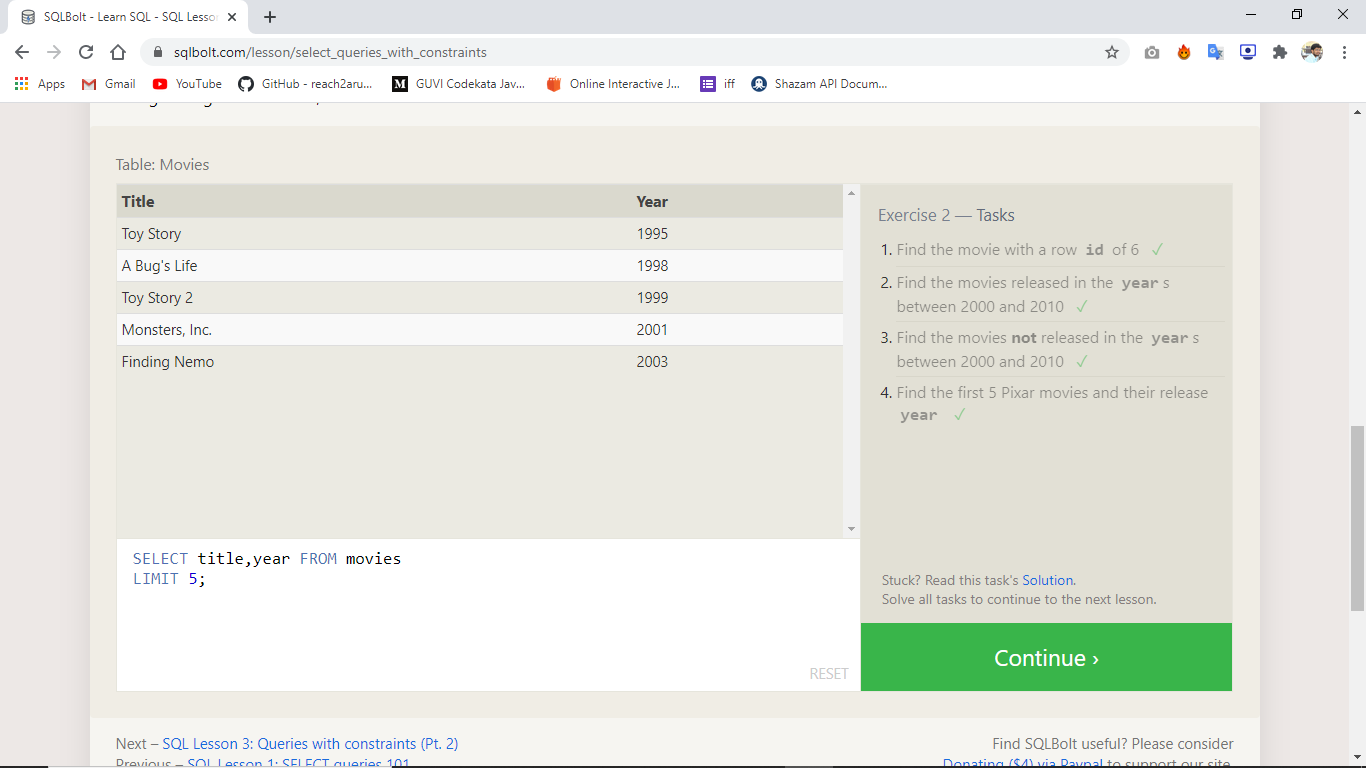 SQLBolt - Learn SQL - SQL Lesson
sqlbolt.com/lesson/select_queries_with_constraints
Apps Gmail YouTube GitHub - reach2aru... GUVI Codekata Jav... Online Interactive J... iff Shazam API Docum...
Table: Movies
Title Year
Toy Story 1995
A Bug's Life 1998
Toy Story 2 1999
Monsters, Inc. 2001
Finding Nemo 2003
SELECT title,year FROM movies
LIMIT 5;
RESET
Exercise 2 — Tasks
1. Find the movie with a row id of 6 ✓
2. Find the movies released in the year s
between 2000 and 2010 ✓
3. Find the movies not released in the year s
between 2000 and 2010 ✓
4. Find the first 5 Pixar movies and their release
year ✓
Stuck? Read this task's Solution.
Solve all tasks to continue to the next lesson.
Continue ›
Next – SQL Lesson 3: Queries with constraints (Pt. 2)
Previous – SQL Lesson 1: SELECT queries 101
Find SQLBolt useful? Please consider
Donating ($4) via Paypal to support our site.